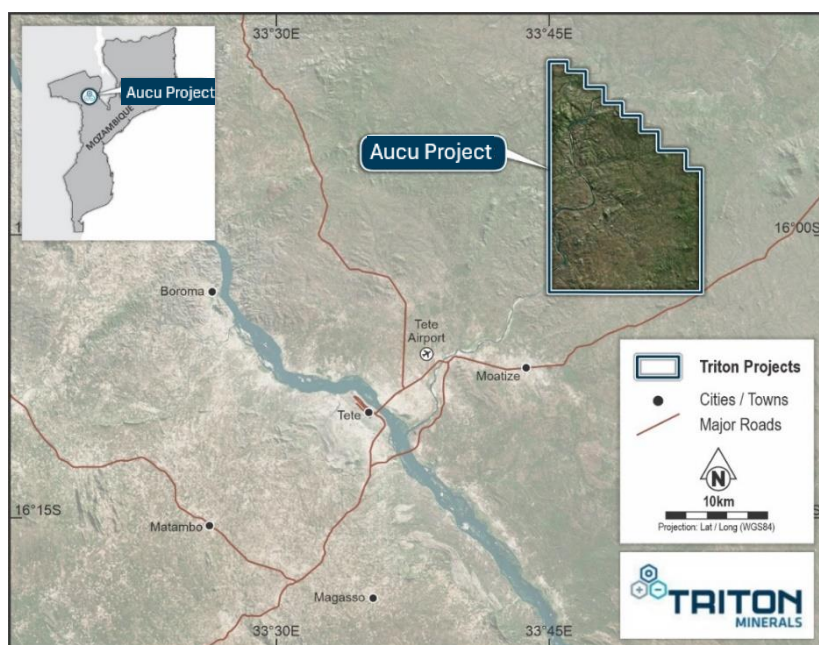 33°30E
33°45E
Aucu Project
MOZAMBIQUE
Aucu Project
16°00S
Boroma
Tete
Airport
Moatize
Tete
Triton Projects
Cities / Towns
Major Roads
N
10km
Projection: Lat / Long (WGS84)
16°15S
Matambo
Magasso
33°30E
33°45E
TRITON
MINERALS